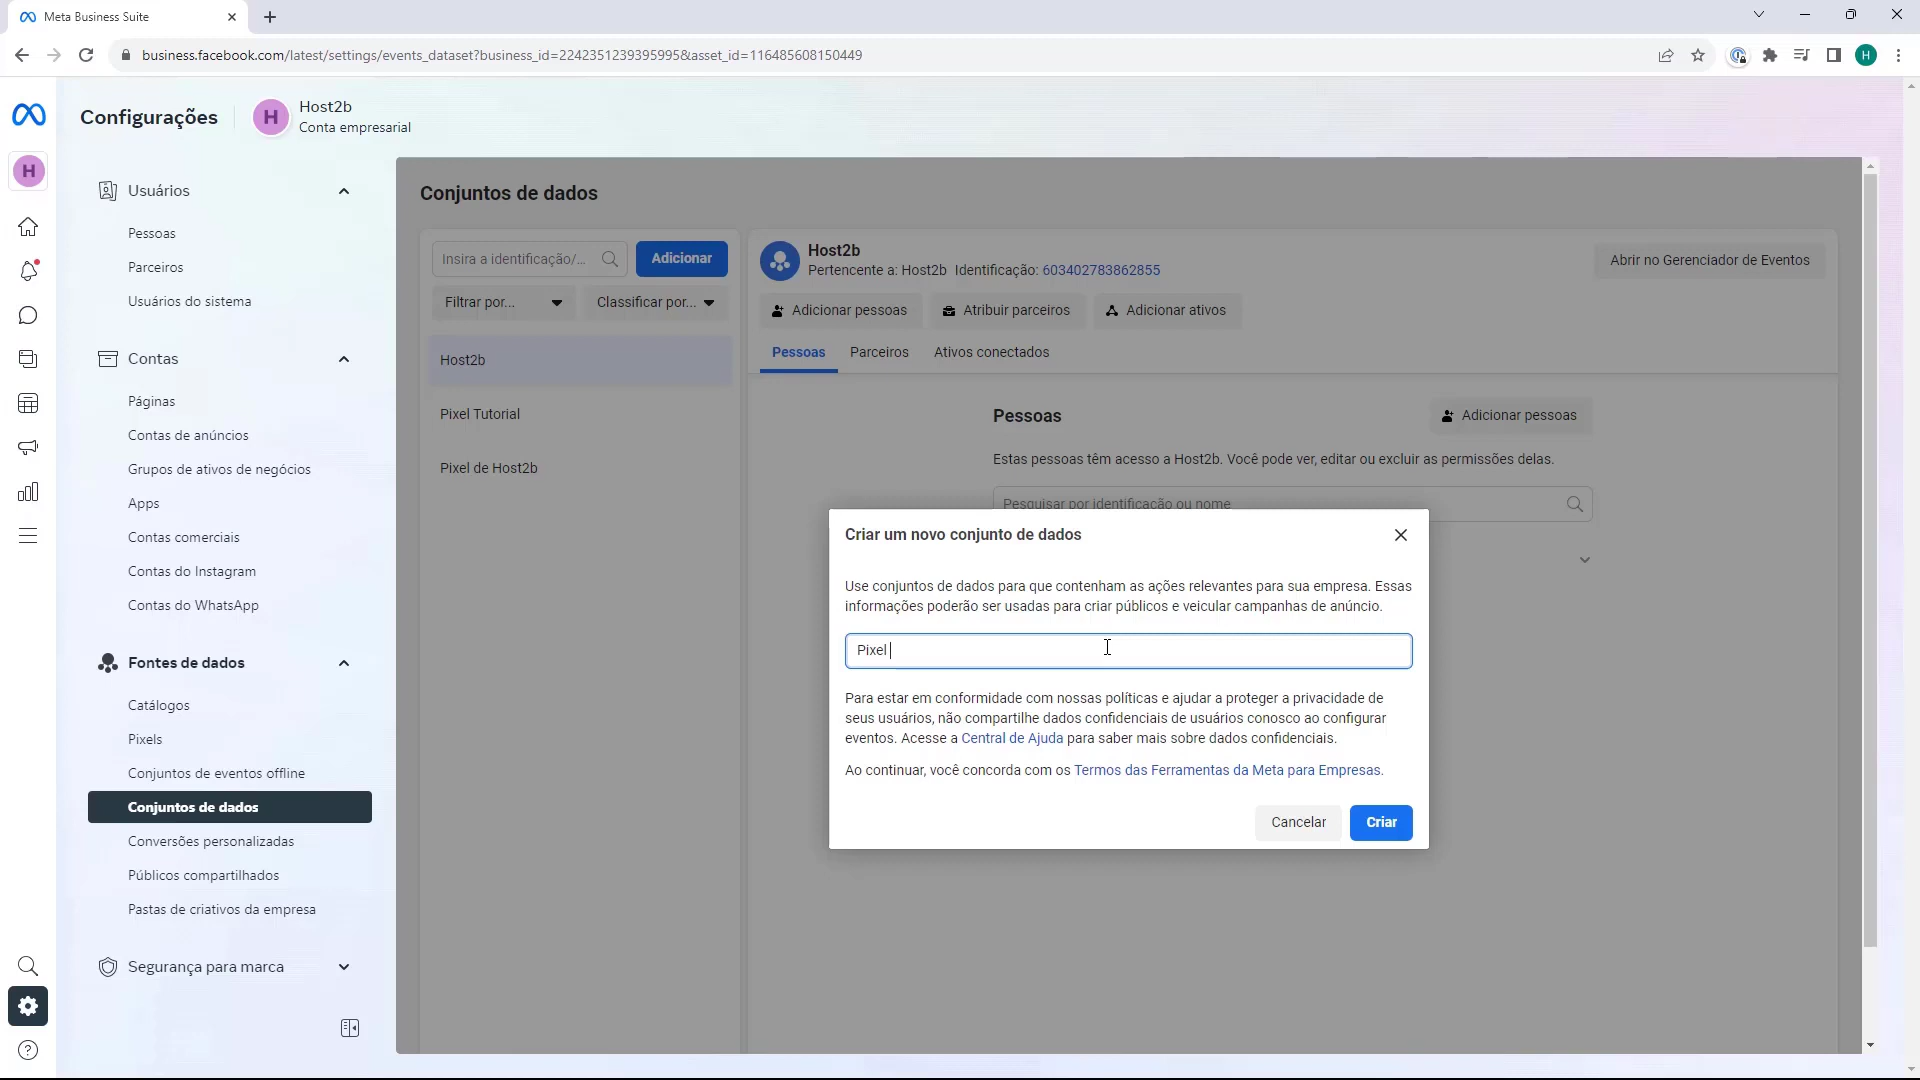 Meta Business Suite
business.facebook.com/latest/settings/events_dataset?business_id=2242351239395995&asset_id=116485608150449
H
Configurações
H
Host2b
Conta empresarial
H
Usuários
Pessoas
Parceiros
Usuários do sistema
Contas
Páginas
Contas de anúncios
Grupos de ativos de negócios
Apps
Contas comerciais
Contas do Instagram
Contas do WhatsApp
Fontes de dados
Catálogos
Pixels
Conjuntos de eventos offline
Conjuntos de dados
Conversões personalizadas
Públicos compartilhados
Pastas de criativos da empresa
Segurança para marca
Conjuntos de dados
Insira a identificação/...
Adicionar
Filtrar por...
Classificar por...
Host2b
Pixel Tutorial
Pixel de Host2b
Host2b
Pertencente a: Host2b Identificação: 603402783862855
Abrir no Gerenciador de Eventos
Adicionar pessoas
Atribuir parceiros
Adicionar ativos
Pessoas
Parceiros
Ativos conectados
Pessoas
Adicionar pessoas
Estas pessoas têm acesso a Host2b. Você pode ver, editar ou excluir as permissões delas.
Pesquisar por identificação ou nome
Criar um novo conjunto de dados
Use conjuntos de dados para que contenham as ações relevantes para sua empresa. Essas
informações poderão ser usadas para criar públicos e veicular campanhas de anúncio.
Pixel
Para estar em conformidade com nossas políticas e ajudar a proteger a privacidade de
seus usuários, não compartilhe dados confidenciais de usuários conosco ao configurar
eventos. Acesse a Central de Ajuda para saber mais sobre dados confidenciais.
Ao continuar, você concorda com os Termos das Ferramentas da Meta para Empresas.
Cancelar
Criar